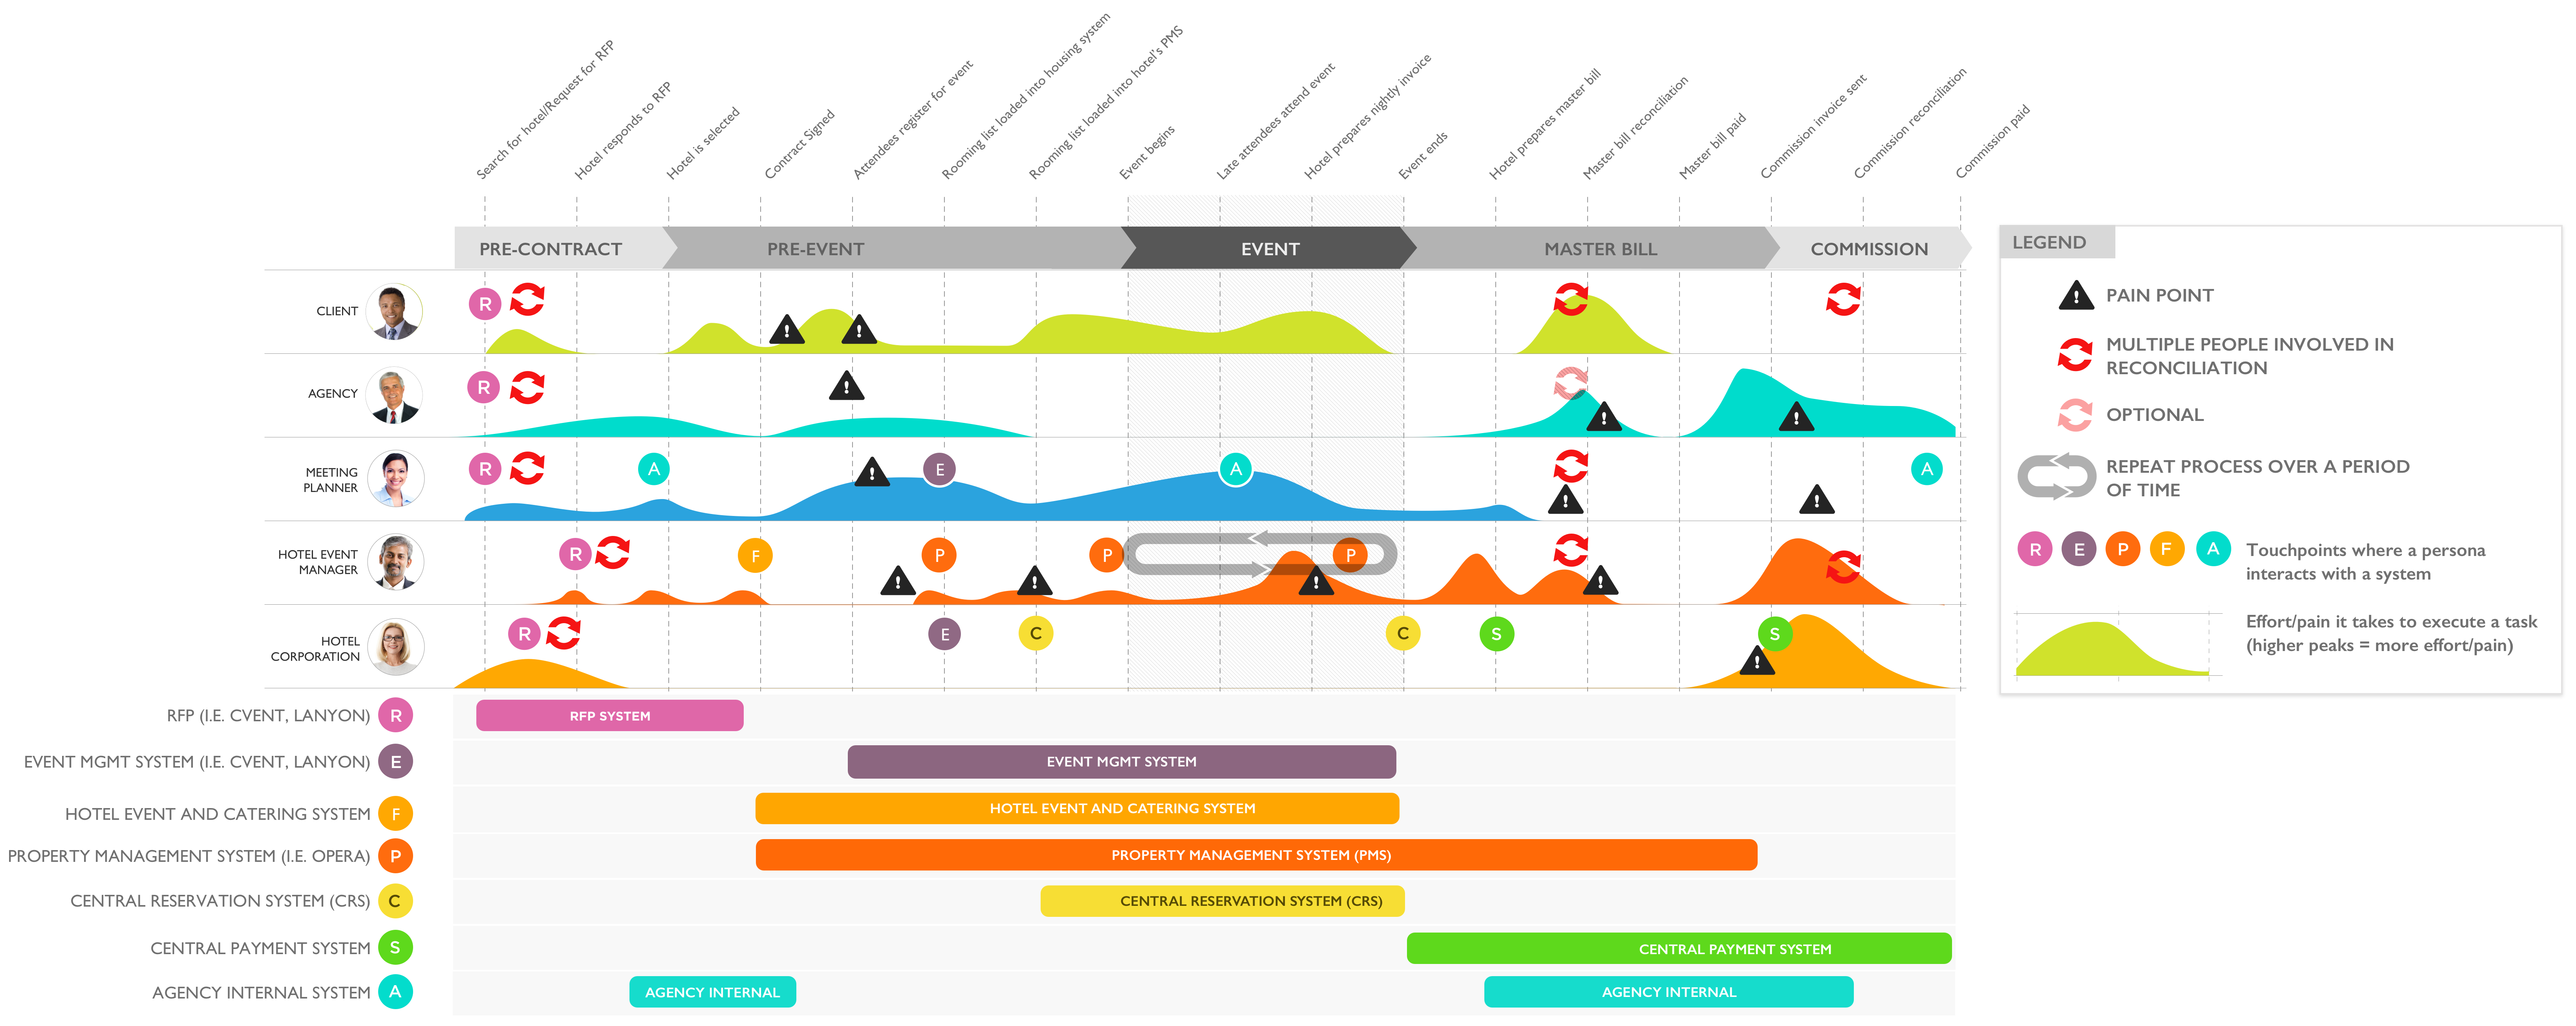 Search for hotel/Request for RFP
Hotel responds to RFP
Hotel is selected
Contract Signed
Attendees register for event
Rooming list loaded into housing system
Rooming list loaded into hotel's PMS
Event begins
Late attendees attend event
Hotel prepares nightly invoice
Event ends
Hotel prepares master bill
Master bill reconciliation
Master bill paid
Commission invoice sent
Commission reconciliation
Commission paid
PRE-CONTRACT
PRE-EVENT
EVENT
MASTER BILL
COMMISSION
CLIENT
R
AGENCY
R
MEETING
PLANNER
R
A
E
A
A
HOTEL EVENT
MANAGER
R
F
P
P
P
HOTEL
CORPORATION
R
E
C
C
S
S
RFP (I.E. CVENT, LANYON)
R
RFP SYSTEM
EVENT MGMT SYSTEM (I.E. CVENT, LANYON)
E
EVENT MGMT SYSTEM
HOTEL EVENT AND CATERING SYSTEM
F
HOTEL EVENT AND CATERING SYSTEM
PROPERTY MANAGEMENT SYSTEM (I.E. OPERA)
P
PROPERTY MANAGEMENT SYSTEM (PMS)
CENTRAL RESERVATION SYSTEM (CRS)
C
CENTRAL RESERVATION SYSTEM (CRS)
CENTRAL PAYMENT SYSTEM
S
CENTRAL PAYMENT SYSTEM
AGENCY INTERNAL SYSTEM
A
AGENCY INTERNAL
AGENCY INTERNAL
LEGEND
PAIN POINT
MULTIPLE PEOPLE INVOLVED IN
RECONCILIATION
OPTIONAL
REPEAT PROCESS OVER A PERIOD
OF TIME
R E P F A
Touchpoints where a persona
interacts with a system
Effort/pain it takes to execute a task
(higher peaks = more effort/pain)